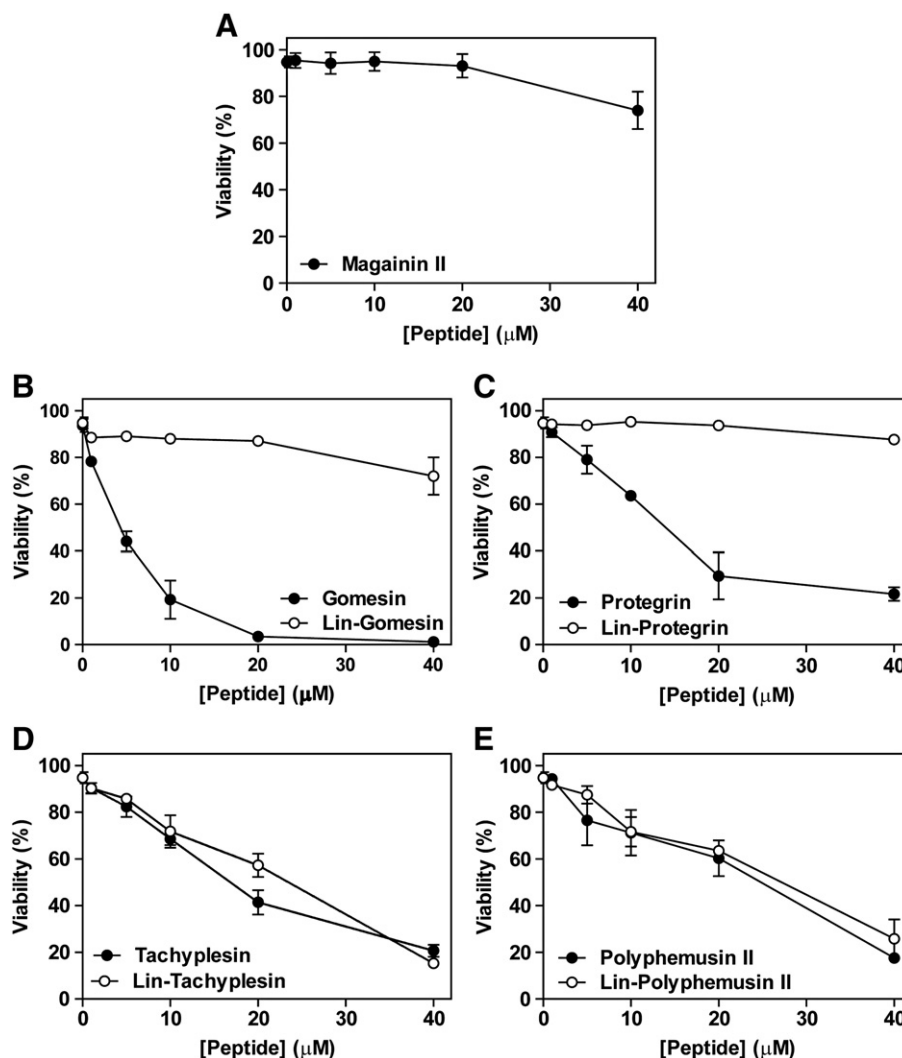 A
Viability (%)
100
80
60
40
20
0
Magainin II
0 20 40
[Peptide] (μM)
B
Viability (%)
100
80
60
40
20
0
Gomesin
Lin-Gomesin
0 10 20 30 40
[Peptide] (μM)
C
Viability (%)
100
80
60
40
20
0
Protegrin
Lin-Protegrin
0 10 20 30 40
[Peptide] (μM)
D
Viability (%)
100
80
60
40
20
0
Tachyplesin
Lin-Tachyplesin
0 10 20 30 40
[Peptide] (μM)
E
Viability (%)
100
80
60
40
20
0
Polyphemusin II
Lin-Polyphemusin II
0 10 20 30 40
[Peptide] (μM)